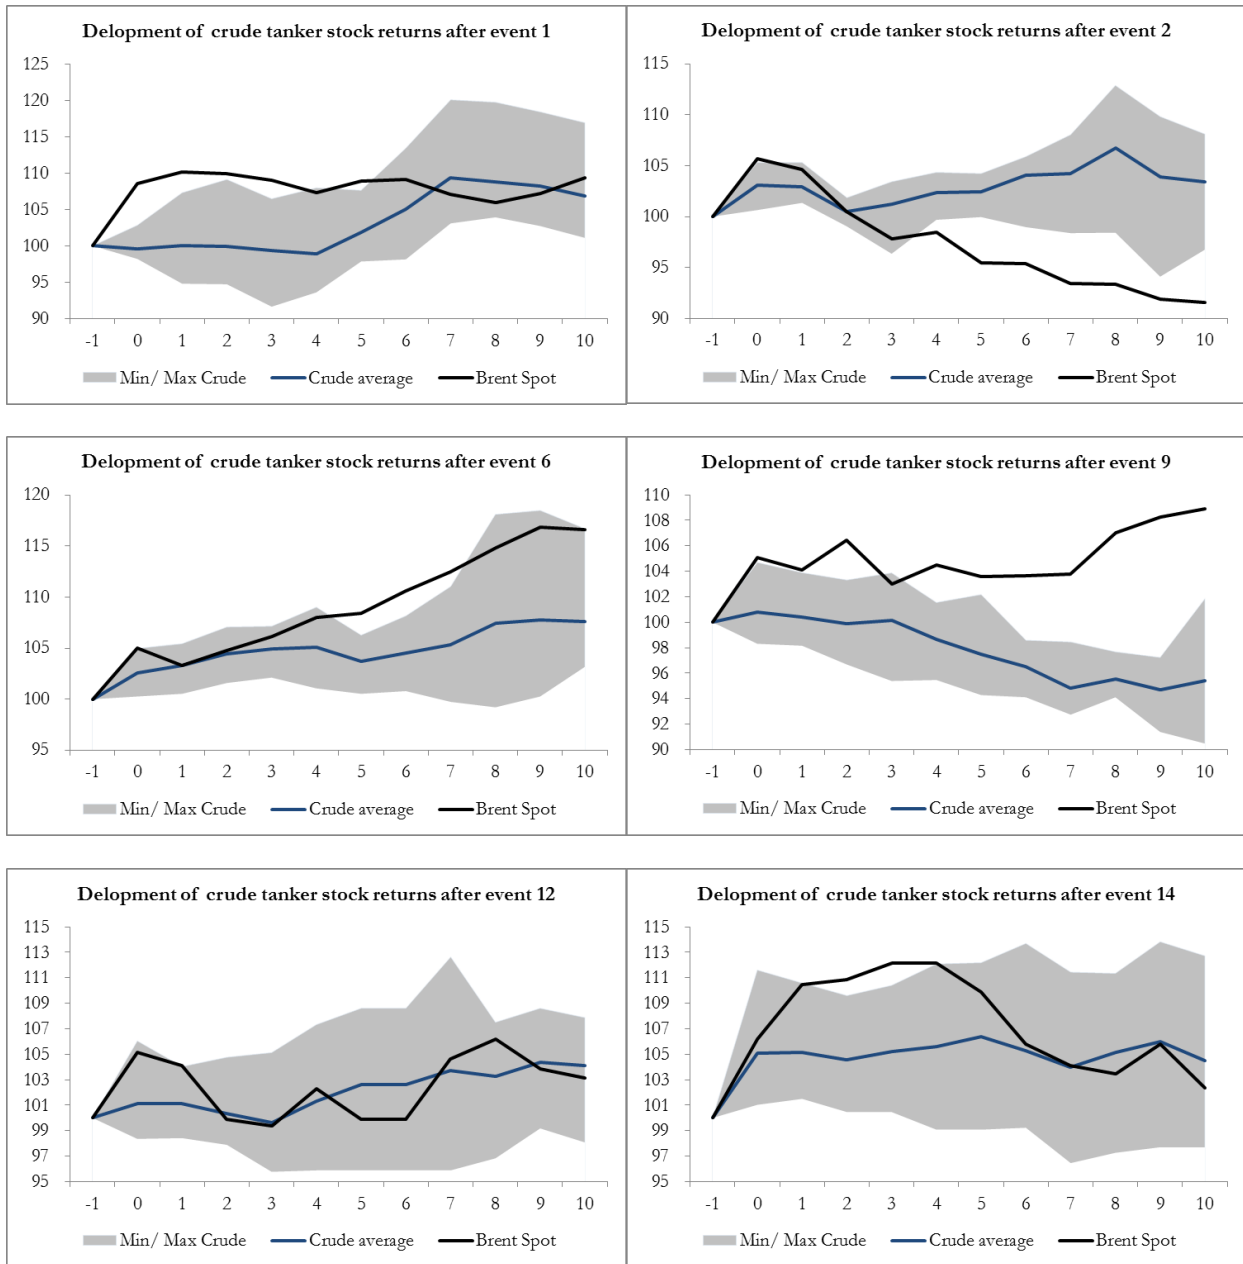 Delopment of crude tanker stock returns after event 1
125
120
115
110
105
100
95
90
-1 0 1 2 3 4 5 6 7 8 9 10
Min/ Max Crude Crude average Brent Spot
Delopment of crude tanker stock returns after event 2
115
110
105
100
95
90
-1 0 1 2 3 4 5 6 7 8 9 10
Min/ Max Crude Crude average Brent Spot
Delopment of crude tanker stock returns after event 6
120
115
110
105
100
95
-1 0 1 2 3 4 5 6 7 8 9 10
Min/ Max Crude Crude average Brent Spot
Delopment of crude tanker stock returns after event 9
110
108
106
104
102
100
98
96
94
92
90
-1 0 1 2 3 4 5 6 7 8 9 10
Min/ Max Crude Crude average Brent Spot
Delopment of crude tanker stock returns after event 12
115
113
111
109
107
105
103
101
99
97
95
-1 0 1 2 3 4 5 6 7 8 9 10
Min/ Max Crude Crude average Brent Spot
Delopment of crude tanker stock returns after event 14
115
113
111
109
107
105
103
101
99
97
95
-1 0 1 2 3 4 5 6 7 8 9 10
Min/ Max Crude Crude average Brent Spot